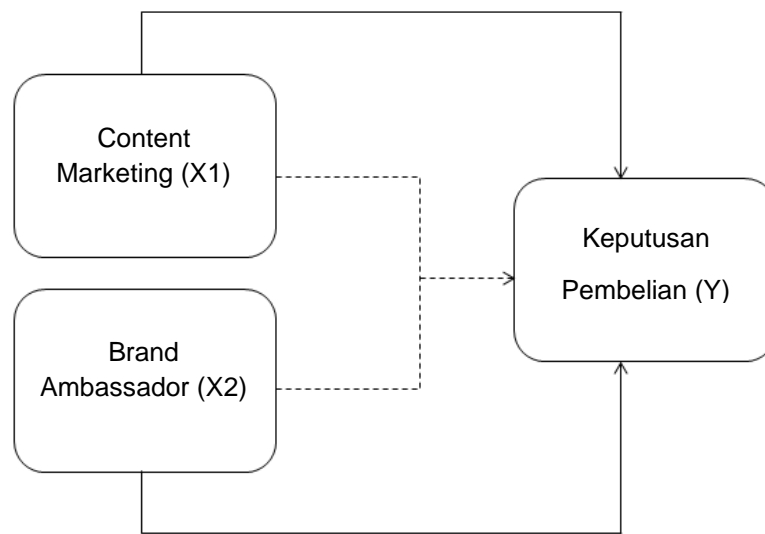 Content
Marketing (X1)
Keputusan
Pembelian (Y)
Brand
Ambassador (X2)